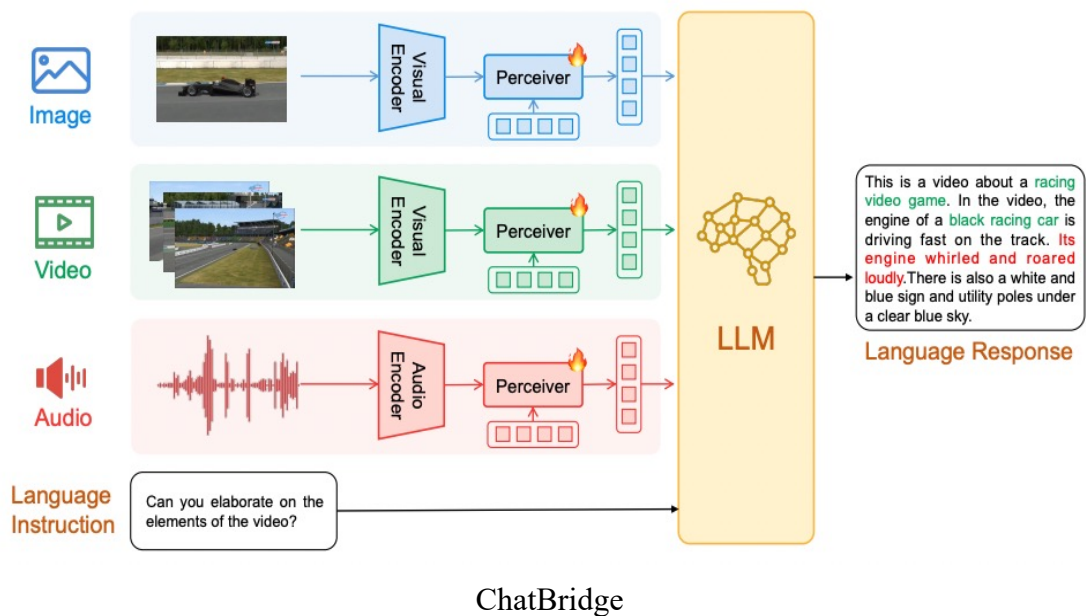 Image
Visual
Encoder
Perceiver
Video
Visual
Encoder
Perceiver
Audio
Audio
Encoder
Perceiver
LLM
Language
Instruction
Can you elaborate on the
elements of the video?
This is a video about a racing
video game. In the video, the
engine of a black racing car is
driving fast on the track. Its
engine whirled and roared
loudly.There is also a white and
blue sign and utility poles under
a clear blue sky.
Language Response
ChatBridge